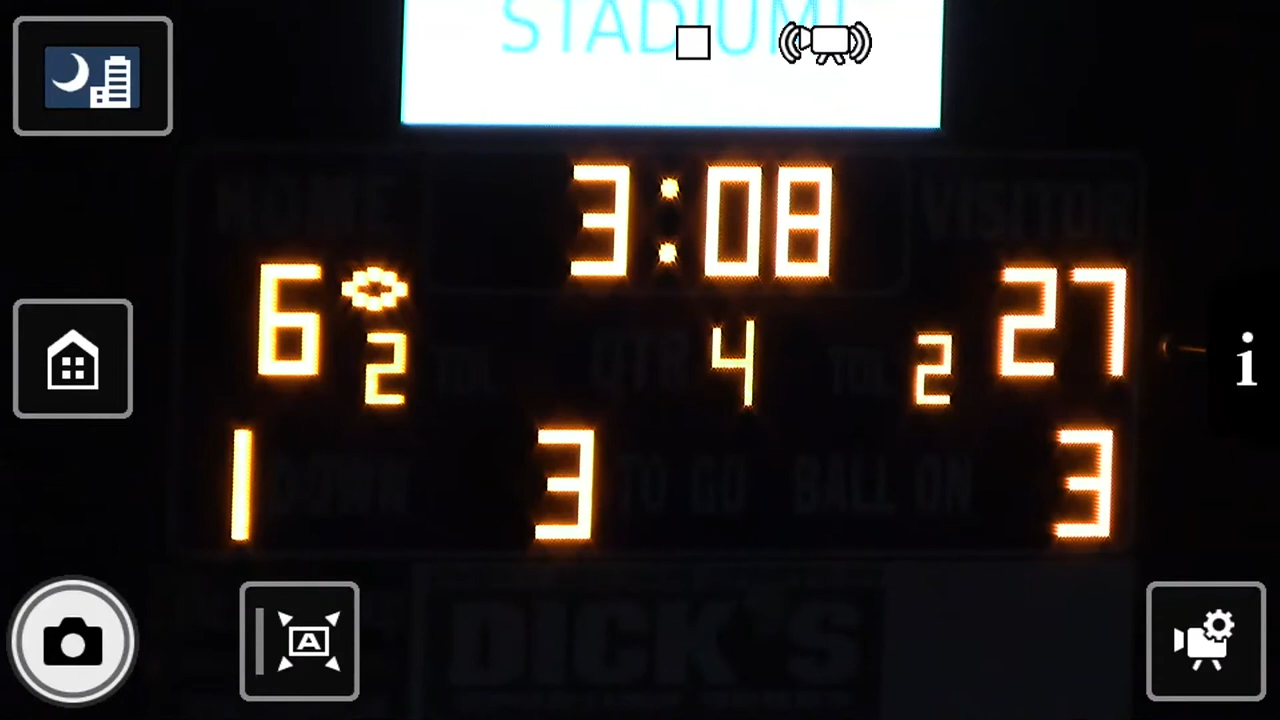 STADIUM!
3:08
HOME
VISITOR
6
27
2 TOL
QTR 4
TOL 2
1 DOWN
3 TO GO
BALL ON 3
A
i
DICK'S